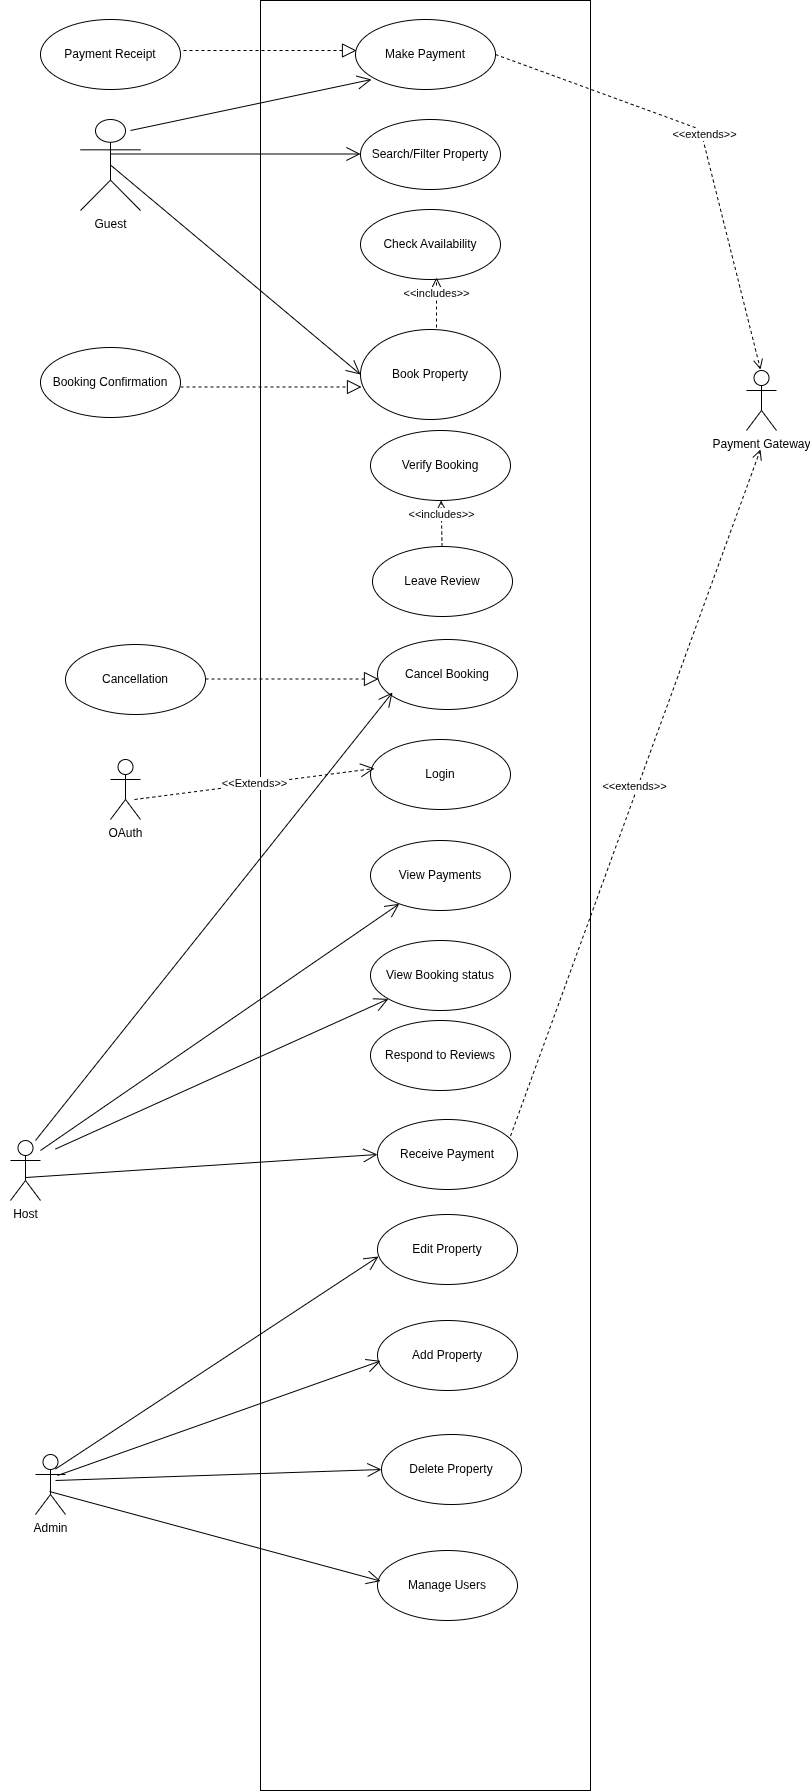 Payment Receipt
Make Payment
<<extends>>
Search/Filter Property
Guest
Check Availability
<<includes>>
Book Property
Booking Confirmation
Payment Gateway
Verify Booking
<<includes>>
Leave Review
Cancel Booking
Cancellation
Login
<<Extends>>
<<extends>>
OAuth
View Payments
View Booking status
Respond to Reviews
Receive Payment
Host
Edit Property
Add Property
Delete Property
Admin
Manage Users